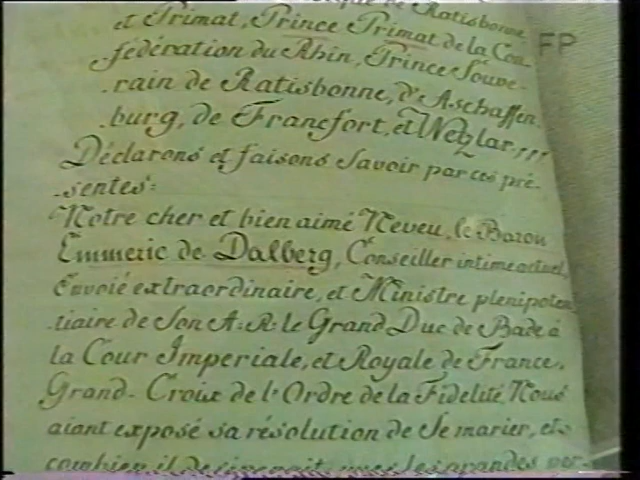 de Ratisbonne
et Primat, Prince Primat de la Con-
fédération du Rhin, Prince Souve-
rain de Ratisbonne, d'Aschaffen
burg, de Francfort, et Wetzlar,,,
Déclarons et faisons Savoir par ces pré-
sentes:
Notre cher et bien aimé Neveu, le Baron
Emmeric de Dalberg, Conseiller intime actuel,
Envoié extraordinaire, et Ministre plenipoten
tiaire de Son A: R: le Grand Duc de Bade à
la Cour Imperiale, et Royale de France,
Grand-Croix de l'Ordre de la Fidelité Nous
aiant exposé sa résolution de Se marier, et
combien il
FP